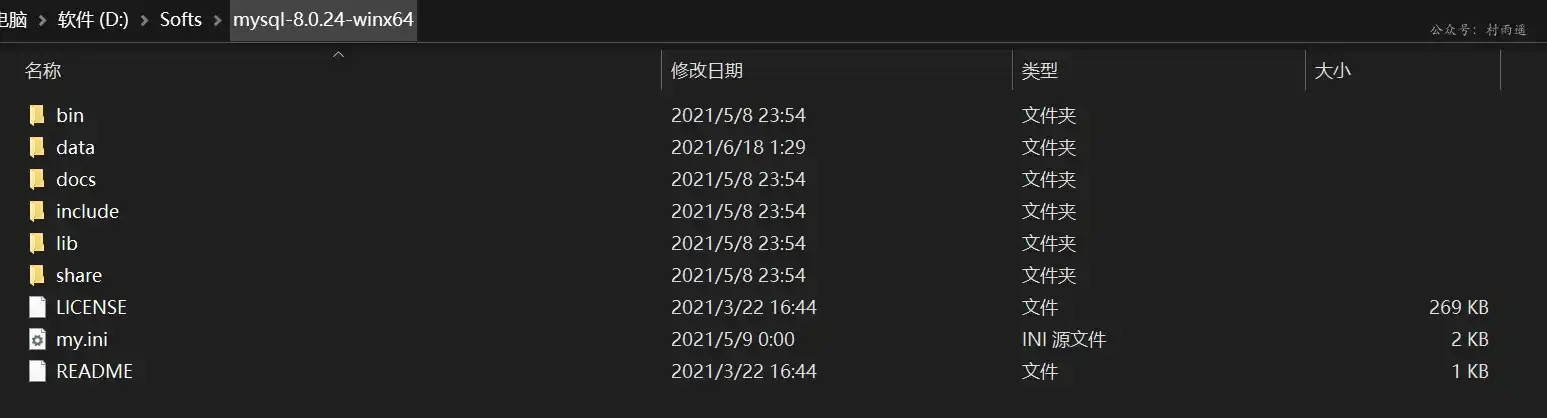 电脑 > 软件 (D:) > Softs > mysql-8.0.24-winx64
公众号：村雨遥
名称 修改日期 类型 大小
bin 2021/5/8 23:54 文件夹
data 2021/6/18 1:29 文件夹
docs 2021/5/8 23:54 文件夹
include 2021/5/8 23:54 文件夹
lib 2021/5/8 23:54 文件夹
share 2021/5/8 23:54 文件夹
LICENSE 2021/3/22 16:44 文件 269 KB
my.ini 2021/5/9 0:00 INI 源文件 2 KB
README 2021/3/22 16:44 文件 1 KB